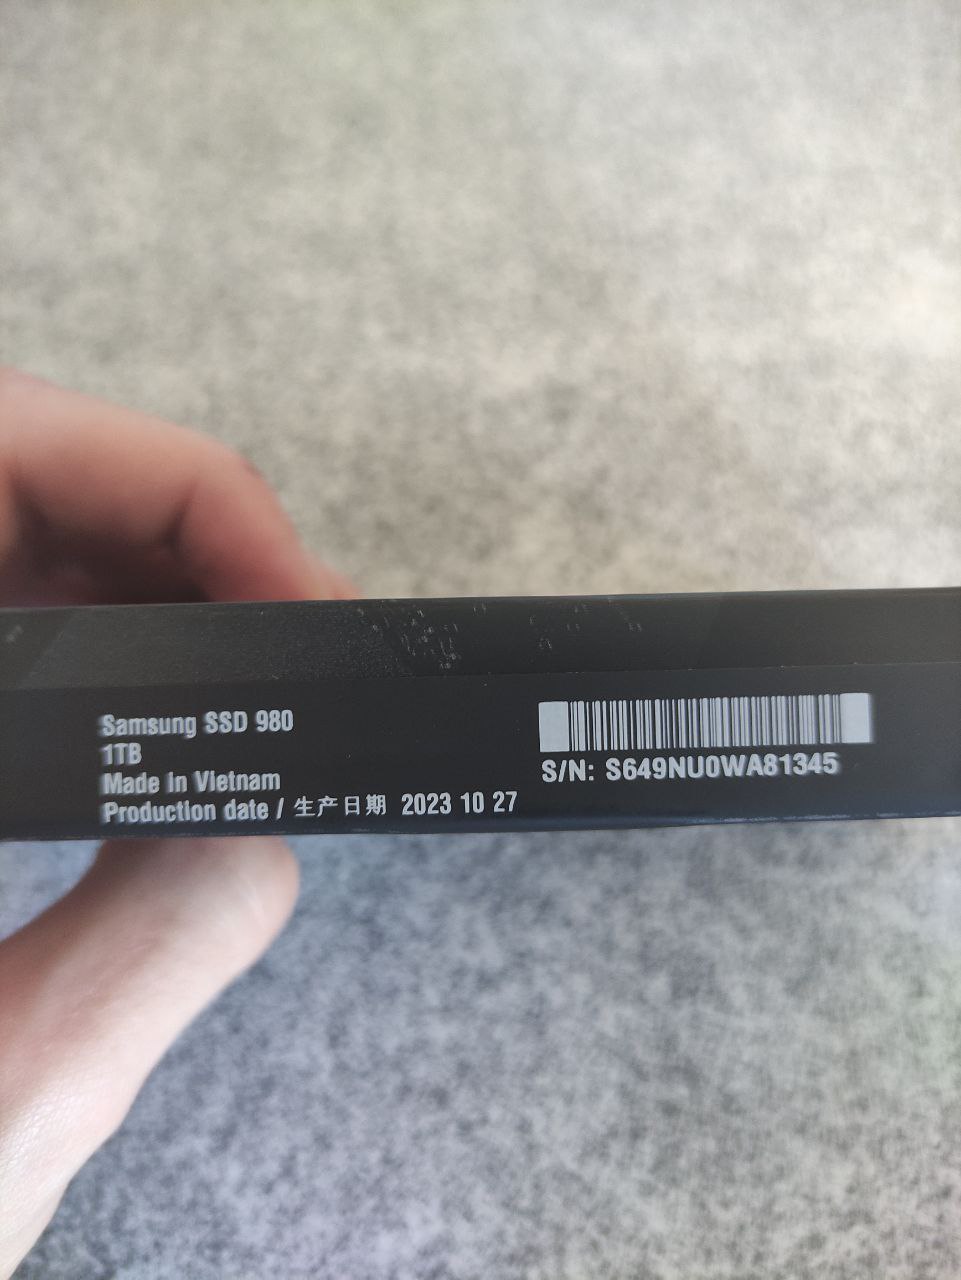 Samsung SSD 980
1TB
Made in Vietnam
Production date / 生产日期 2023 10 27
S/N: S649NU0WA81345